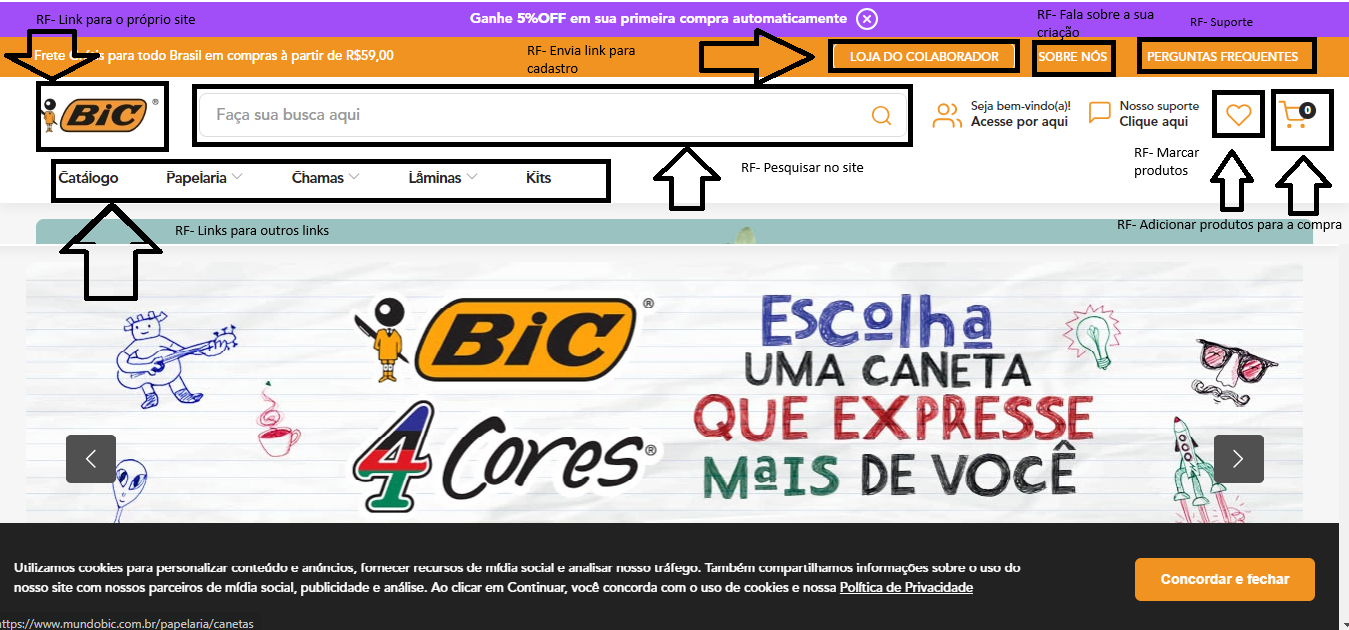 RF- Link para o próprio site
Ganhe 5%OFF em sua primeira compra automaticamente
RF- Fala sobre a sua
criação
RF- Suporte
Frete para todo Brasil em compras à partir de R$59,00
RF- Envia link para
cadastro
LOJA DO COLABORADOR
SOBRE NÓS
PERGUNTAS FREQUENTES
BiC®
Faça sua busca aqui
Seja bem-vindo(a)!
Acesse por aqui
Nosso suporte
Clique aqui
0
RF- Marcar
produtos
RF- Pesquisar no site
Catálogo Papelaria Chamas Lâminas Kits
RF- Adicionar produtos para a compra
RF- Links para outros links
BiC®
4 Cores®
Escolha
UMA CANETA
QUE EXPRESSE
MaIS DE VOCÊ
Utilizamos cookies para personalizar conteúdo e anúncios, fornecer recursos de mídia social e analisar nosso tráfego. Também compartilhamos informações sobre o uso do
nosso site com nossos parceiros de mídia social, publicidade e análise. Ao clicar em Continuar, você concorda com o uso de cookies e nossa Política de Privacidade
Concordar e fechar
ttps://www.mundobic.com.br/papelaria/canetas